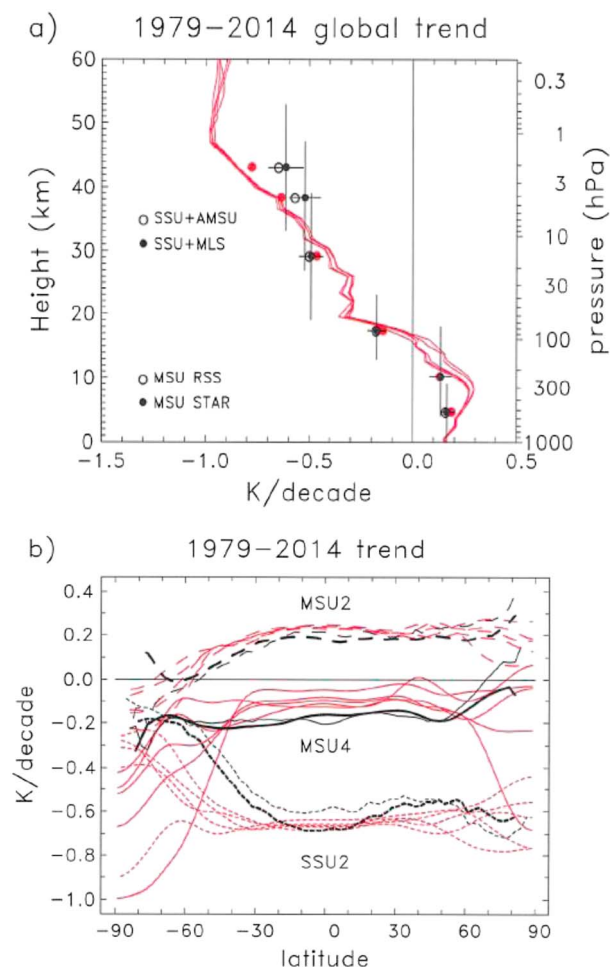 a) 1979-2014 global trend
60
50
40
30
20
10
0
Height (km)
SSU+AMSU
SSU+MLS
MSU RSS
MSU STAR
0.3
1
3
10
30
100
300
1000
pressure (hPa)
-1.5 -1.0 -0.5 0.0 0.5
K/decade
b) 1979-2014 trend
0.4
0.2
0.0
-0.2
-0.4
-0.6
-0.8
-1.0
K/decade
MSU2
MSU4
SSU2
-90 -60 -30 0 30 60 90
latitude